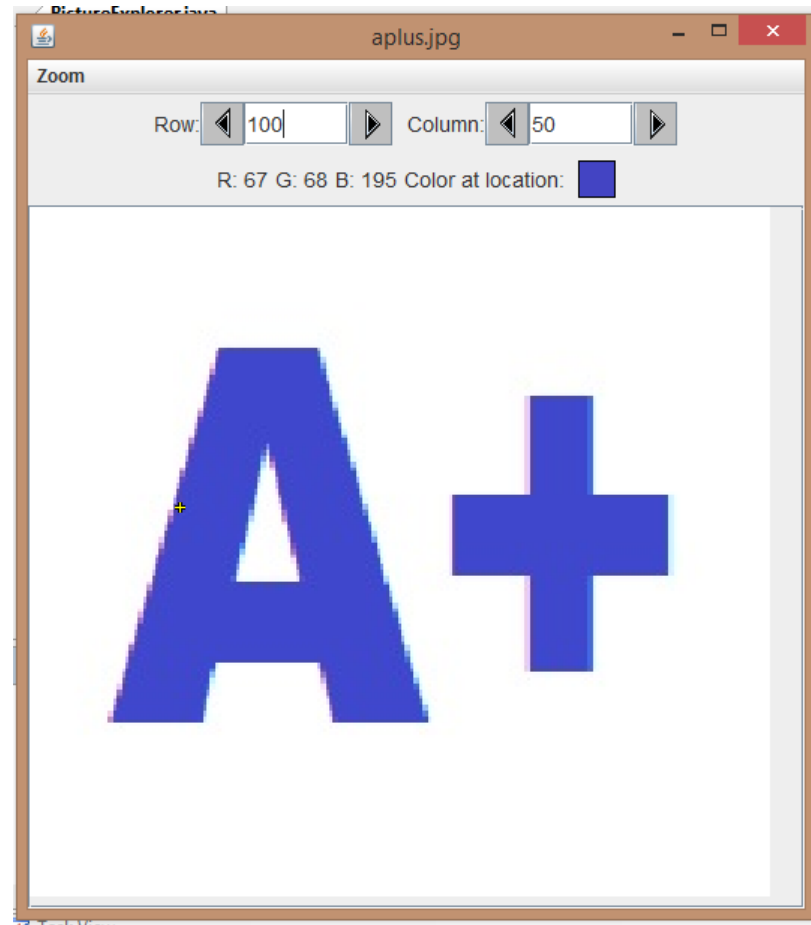 PictureExplorer.java
aplus.jpg
Zoom
Row: 100 Column: 50
R: 67 G: 68 B: 195 Color at location:
A+